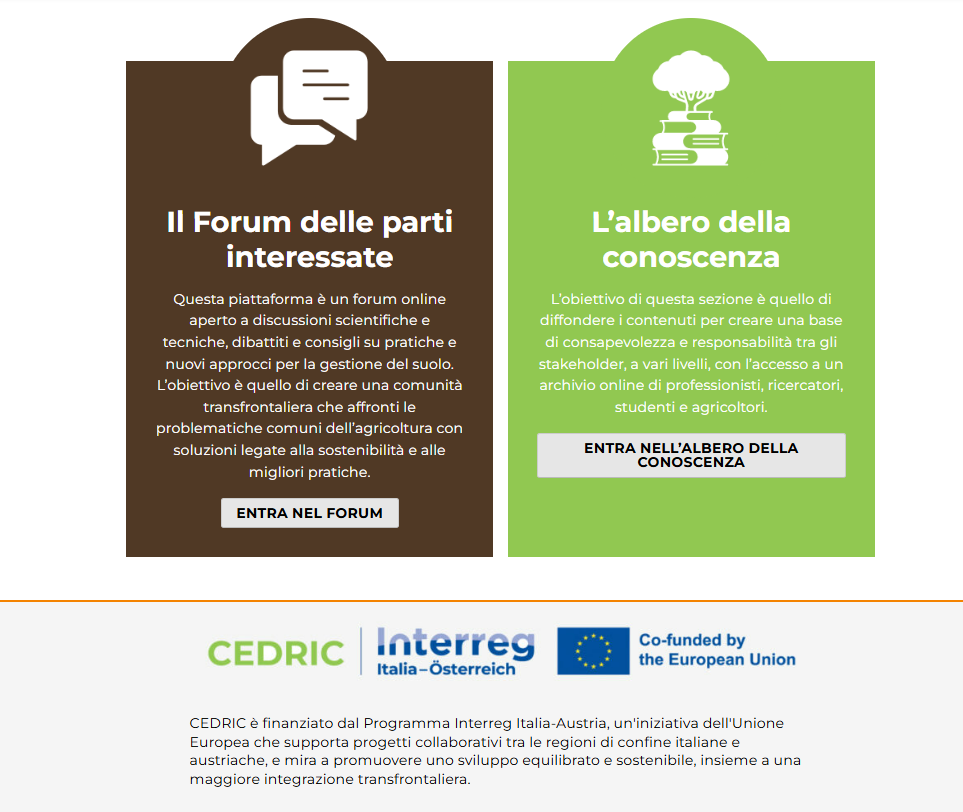 Il Forum delle parti
interessate
Questa piattaforma è un forum online
aperto a discussioni scientifiche e
tecniche, dibattiti e consigli su pratiche e
nuovi approcci per la gestione del suolo.
L'obiettivo è quello di creare una comunità
transfrontaliera che affronti le
problematiche comuni dell'agricoltura con
soluzioni legate alla sostenibilità e alle
migliori pratiche.
ENTRA NEL FORUM
L'albero della
conoscenza
L'obiettivo di questa sezione è quello di
diffondere i contenuti per creare una base
di consapevolezza e responsabilità tra gli
stakeholder, a vari livelli, con l'accesso a un
archivio online di professionisti, ricercatori,
studenti e agricoltori.
ENTRA NELL'ALBERO DELLA
CONOSCENZA
CEDRIC
Interreg
Italia–Österreich
Co-funded by
the European Union
CEDRIC è finanziato dal Programma Interreg Italia-Austria, un'iniziativa dell'Unione
Europea che supporta progetti collaborativi tra le regioni di confine italiane e
austriache, e mira a promuovere uno sviluppo equilibrato e sostenibile, insieme a una
maggiore integrazione transfrontaliera.